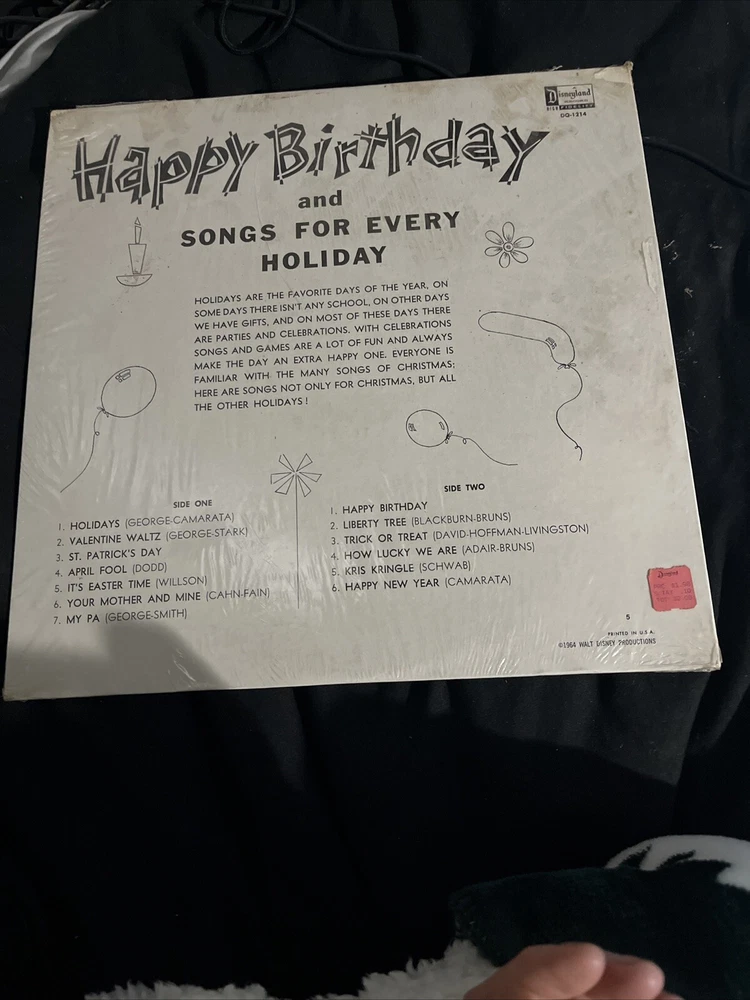 Disneyland
DQ-1214
Happy Birthday
and
SONGS FOR EVERY
HOLIDAY
HOLIDAYS ARE THE FAVORITE DAYS OF THE YEAR, ON
SOME DAYS THERE ISN'T ANY SCHOOL, ON OTHER DAYS
WE HAVE GIFTS, AND ON MOST OF THESE DAYS THERE
ARE PARTIES AND CELEBRATIONS. WITH CELEBRATIONS
SONGS AND GAMES ARE A LOT OF FUN AND ALWAYS
MAKE THE DAY AN EXTRA HAPPY ONE. EVERYONE IS
FAMILIAR WITH THE MANY SONGS OF CHRISTMAS;
HERE ARE SONGS NOT ONLY FOR CHRISTMAS, BUT ALL
THE OTHER HOLIDAYS!
SIDE ONE
1. HOLIDAYS (GEORGE-CAMARATA)
2. VALENTINE WALTZ (GEORGE-STARK)
3. ST. PATRICK'S DAY
4. APRIL FOOL (DODD)
5. IT'S EASTER TIME (WILLSON)
6. YOUR MOTHER AND MINE (CAHN-FAIN)
7. MY PA (GEORGE-SMITH)
SIDE TWO
1. HAPPY BIRTHDAY
2. LIBERTY TREE (BLACKBURN-BRUNS)
3. TRICK OR TREAT (DAVID-HOFFMAN-LIVINGSTON)
4. HOW LUCKY WE ARE (ADAIR-BRUNS)
5. KRIS KRINGLE (SCHWAB)
6. HAPPY NEW YEAR (CAMARATA)
5
PRINTED IN U.S.A.
©1964 WALT DISNEY PRODUCTIONS